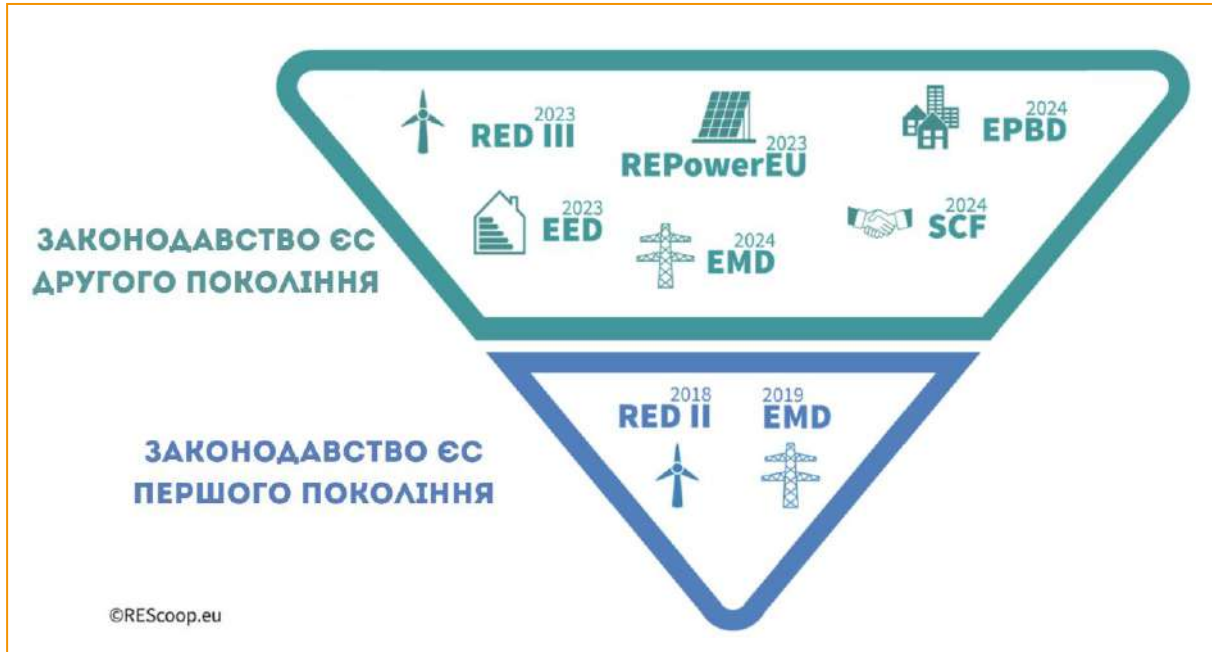 2023
RED III
2023
REPowerEU
2024
EPBD
2023
EED
2024
EMD
2024
SCF
ЗАКОНОДАВСТВО ЄС
ДРУГОГО ПОКОЛІННЯ
2018
RED II
2019
EMD
ЗАКОНОДАВСТВО ЄС
ПЕРШОГО ПОКОЛІННЯ
©REScoop.eu